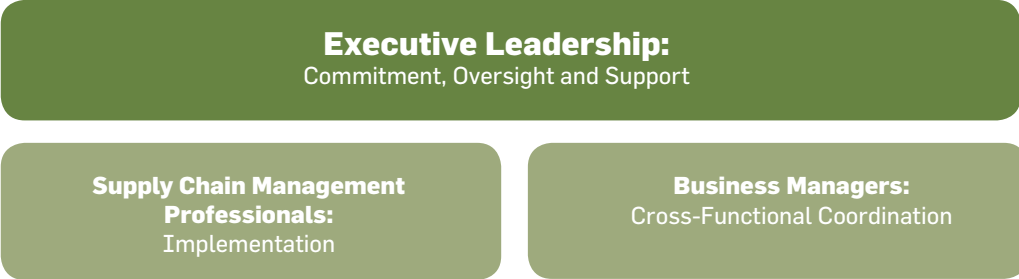 Executive Leadership:
Commitment, Oversight and Support
Supply Chain Management
Professionals:
Implementation
Business Managers:
Cross-Functional Coordination